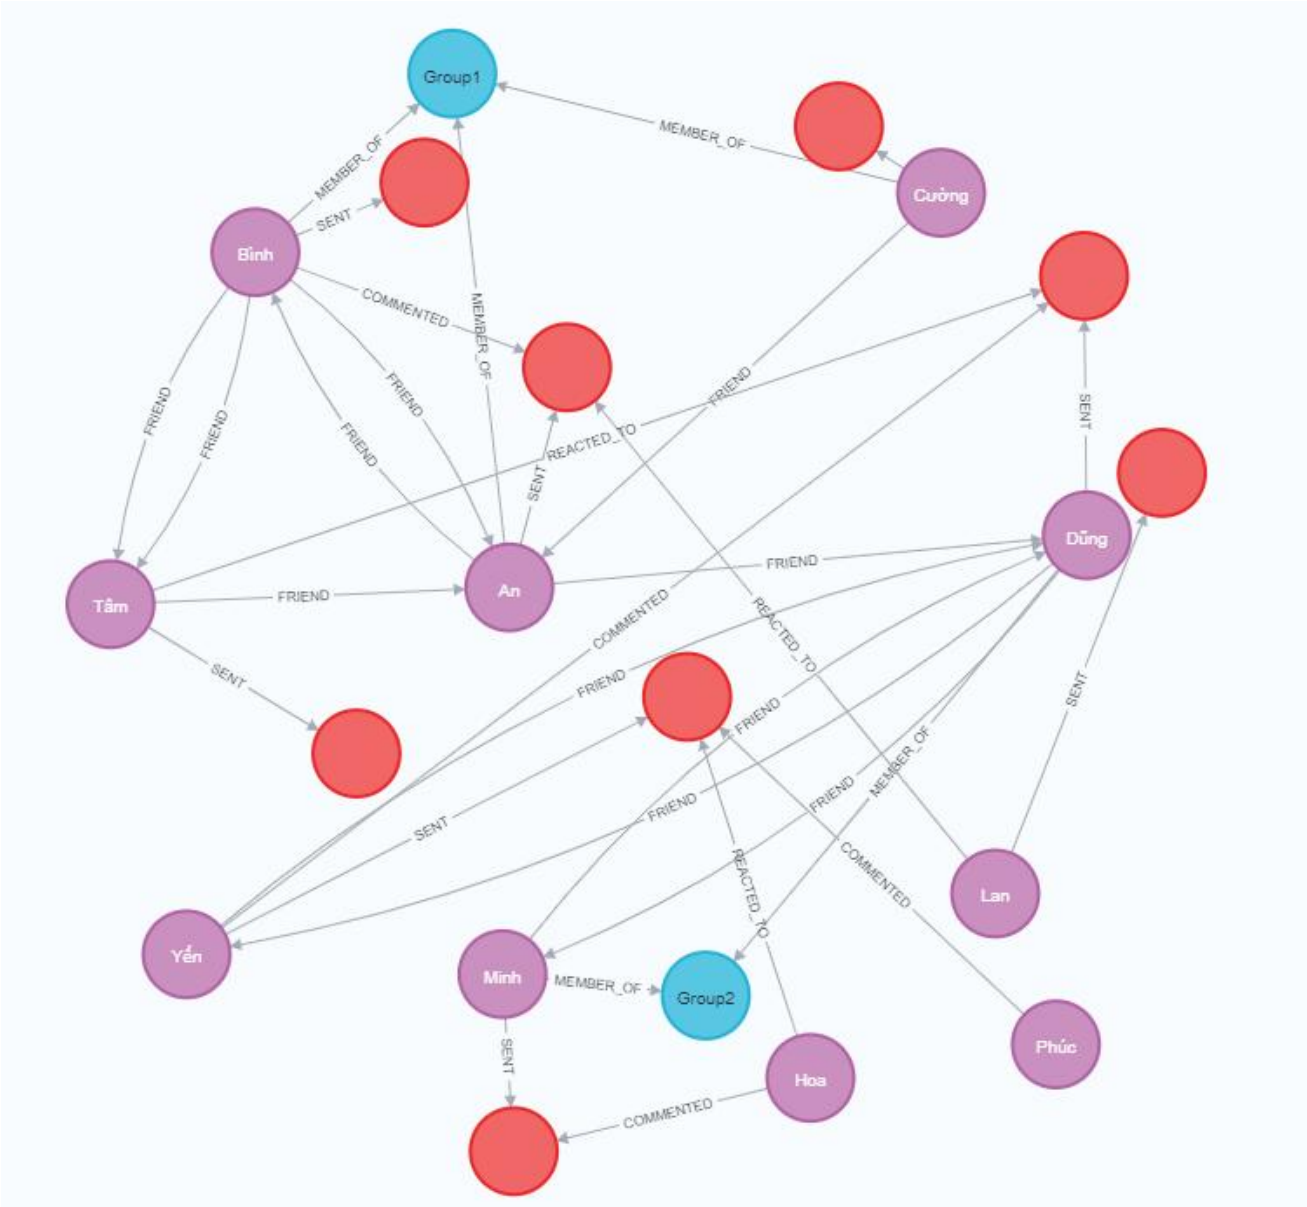 Group1
MEMBER_OF
MEMBER_OF
Cường
SENT
Bình
COMMENTED
MEMBER_OF
FRIEND
FRIEND
FRIEND
FRIEND
FRIEND
REACTED_TO
SENT
SENT
Dũng
FRIEND
An
Tâm
FRIEND
COMMENTED
REACTED_TO
SENT
FRIEND
SENT
FRIEND
MEMBER_OF
FRIEND
FRIEND
SENT
COMMENTED
REACTED_TO
Lan
Yến
Minh
MEMBER_OF
Group2
Phúc
SENT
Hoa
COMMENTED